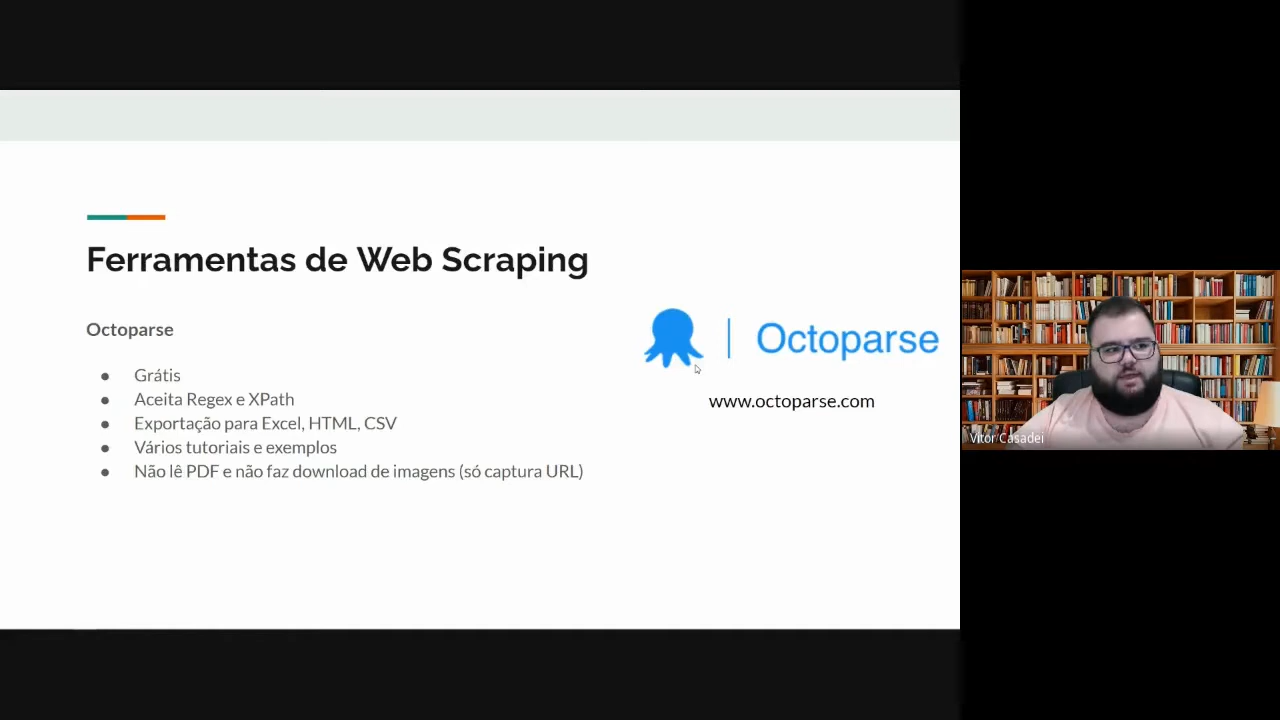 Ferramentas de Web Scraping
Octoparse
● Grátis
● Aceita Regex e XPath
● Exportação para Excel, HTML, CSV
● Vários tutoriais e exemplos
● Não lê PDF e não faz download de imagens (só captura URL)
Octoparse
www.octoparse.com
Vitor Casadei